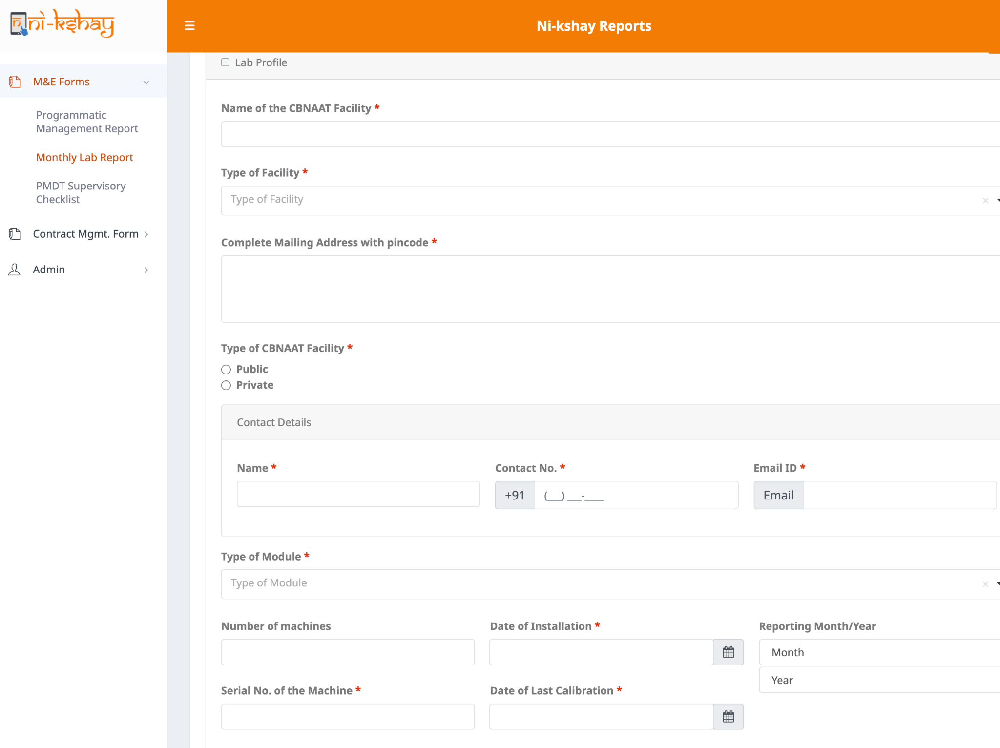 ni-kshay
Ni-kshay Reports
M&E Forms
Programmatic
Management Report
Monthly Lab Report
PMDT Supervisory
Checklist
Contract Mgmt. Form
Admin
Lab Profile
Name of the CBNAAT Facility *
Type of Facility *
Type of Facility
Complete Mailing Address with pincode *
Type of CBNAAT Facility *
Public
Private
Contact Details
Name *
Contact No. *
Email ID *
+91
(___) ___-____
Email
Type of Module *
Type of Module
Number of machines
Date of Installation *
Reporting Month/Year
Month
Year
Serial No. of the Machine *
Date of Last Calibration *